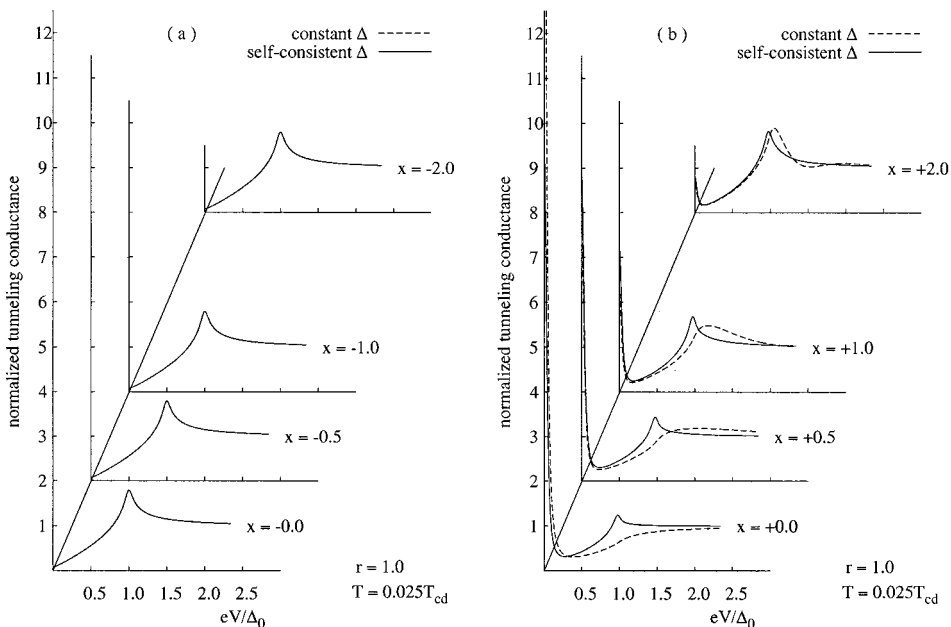 ( a )
constant Δ
self-consistent Δ
normalized tunneling conductance
12
11
10
9
8
7
6
5
4
3
2
1
x = -2.0
x = -1.0
x = -0.5
x = -0.0
0.5 1.0 1.5 2.0 2.5
eV/Δ0
r = 1.0
T = 0.025Tcd
( b )
constant Δ
self-consistent Δ
normalized tunneling conductance
12
11
10
9
8
7
6
5
4
3
2
1
x = +2.0
x = +1.0
x = +0.5
x = +0.0
0.5 1.0 1.5 2.0 2.5
eV/Δ0
r = 1.0
T = 0.025Tcd